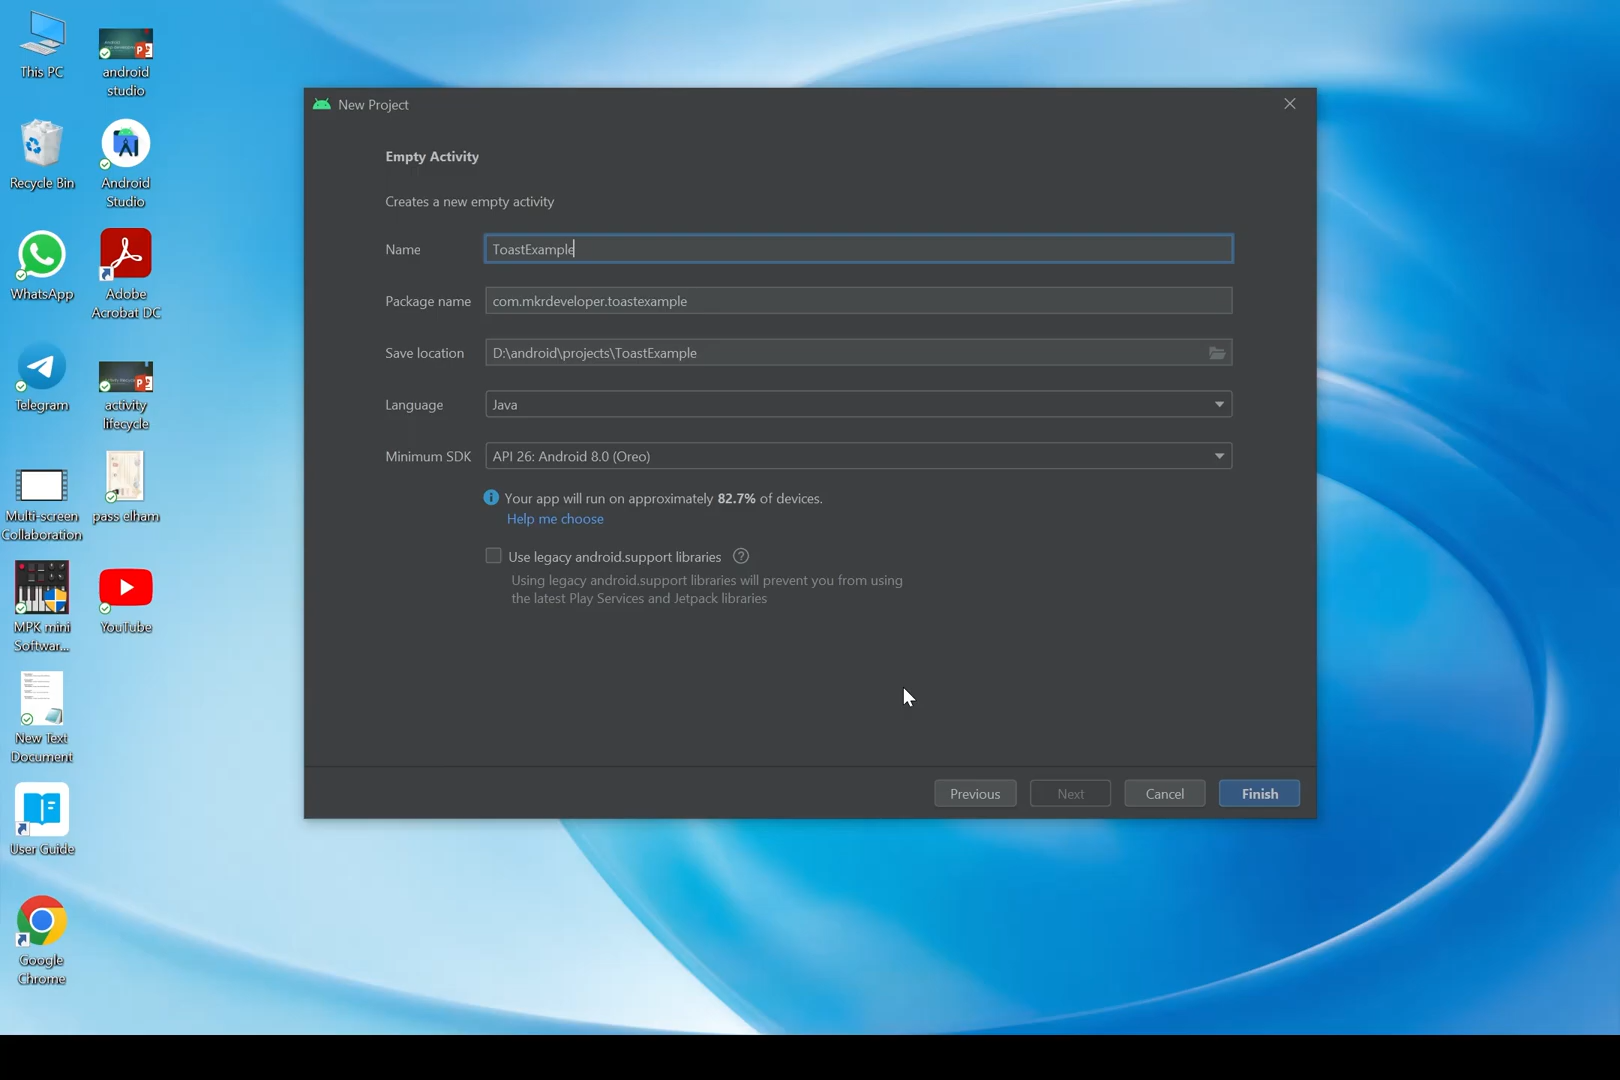 This PC
android
studio
Recycle Bin
Android
Studio
WhatsApp
Adobe
Acrobat DC
Telegram
activity
lifecycle
Multi-screen
Collaboration
pass elham
MPK mini
Softwar...
YouTube
New Text
Document
User Guide
Google
Chrome
New Project
Empty Activity
Creates a new empty activity
Name ToastExample
Package name com.mkrdeveloper.toastexample
Save location D:\android\projects\ToastExample
Language Java
Minimum SDK API 26: Android 8.0 (Oreo)
Your app will run on approximately 82.7% of devices.
Help me choose
Use legacy android.support libraries ?
Using legacy android.support libraries will prevent you from using
the latest Play Services and Jetpack libraries
Previous Next Cancel Finish